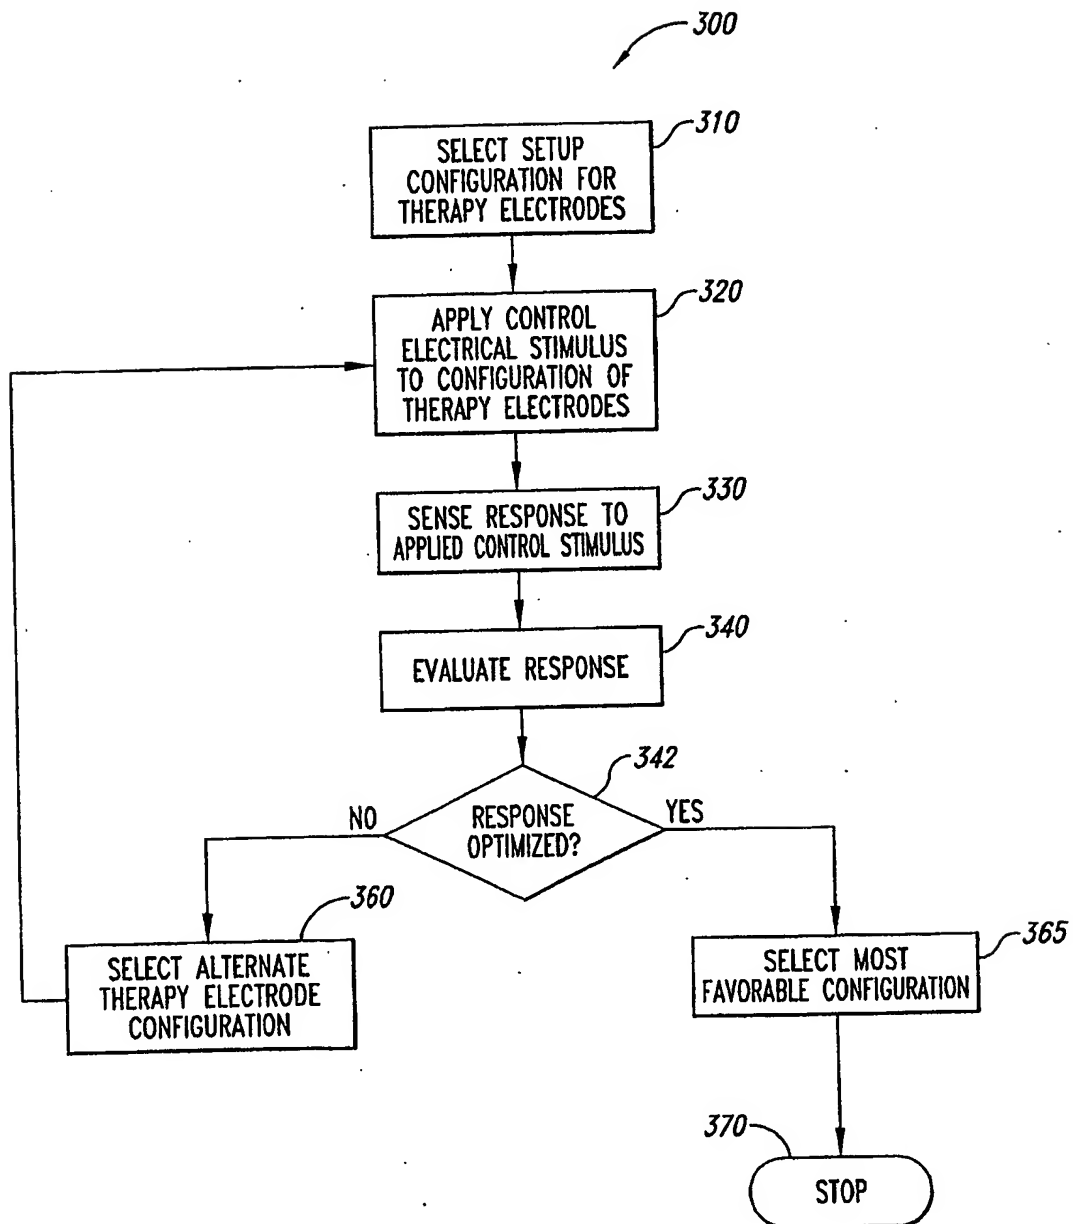 300
310
SELECT SETUP
CONFIGURATION FOR
THERAPY ELECTRODES
320
APPLY CONTROL
ELECTRICAL STIMULUS
TO CONFIGURATION OF
THERAPY ELECTRODES
330
SENSE RESPONSE TO
APPLIED CONTROL STIMULUS
340
EVALUATE RESPONSE
342
NO
RESPONSE
OPTIMIZED?
YES
360
SELECT ALTERNATE
THERAPY ELECTRODE
CONFIGURATION
365
SELECT MOST
FAVORABLE CONFIGURATION
370
STOP